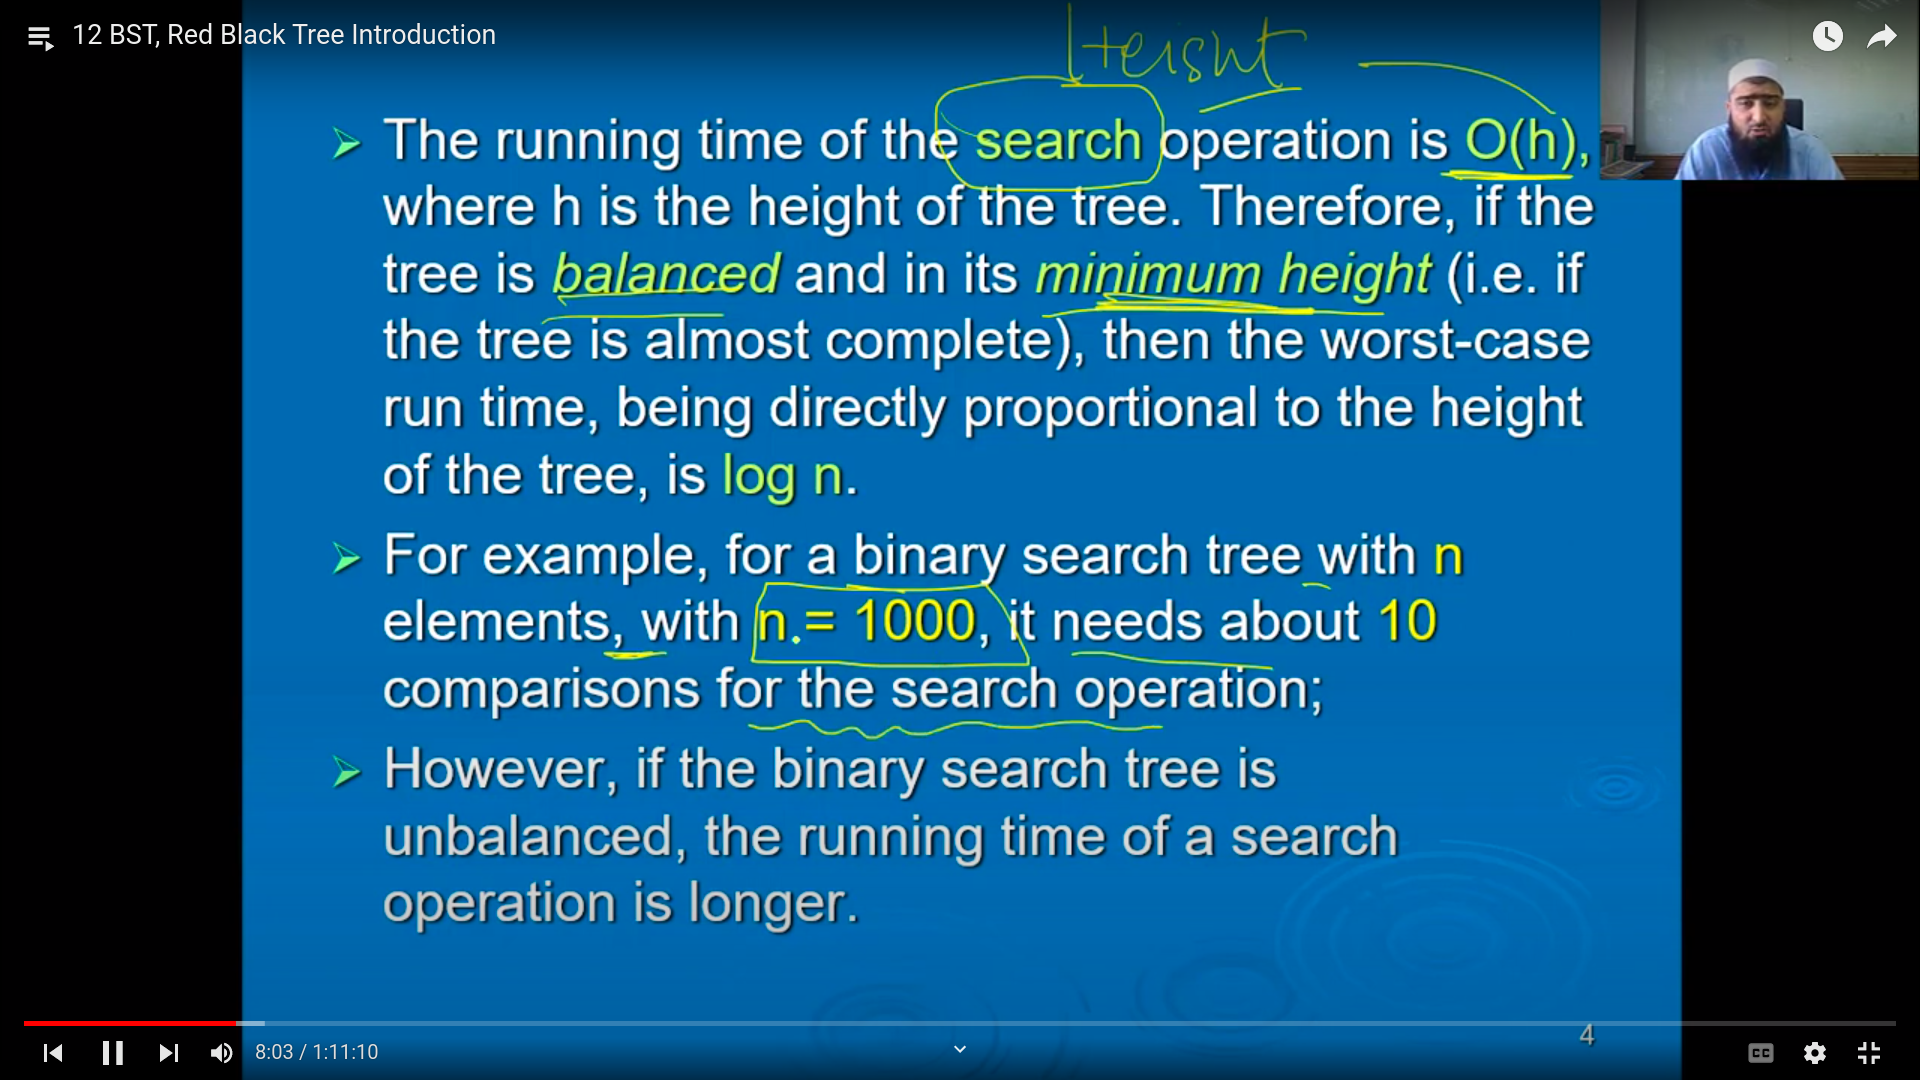 12 BST, Red Black Tree Introduction
Height
The running time of the search operation is O(h),
where h is the height of the tree. Therefore, if the
tree is balanced and in its minimum height (i.e. if
the tree is almost complete), then the worst-case
run time, being directly proportional to the height
of the tree, is log n.
For example, for a binary search tree with n
elements, with n = 1000, it needs about 10
comparisons for the search operation;
However, if the binary search tree is
unbalanced, the running time of a search
operation is longer.
4
8:03 / 1:11:10
CC